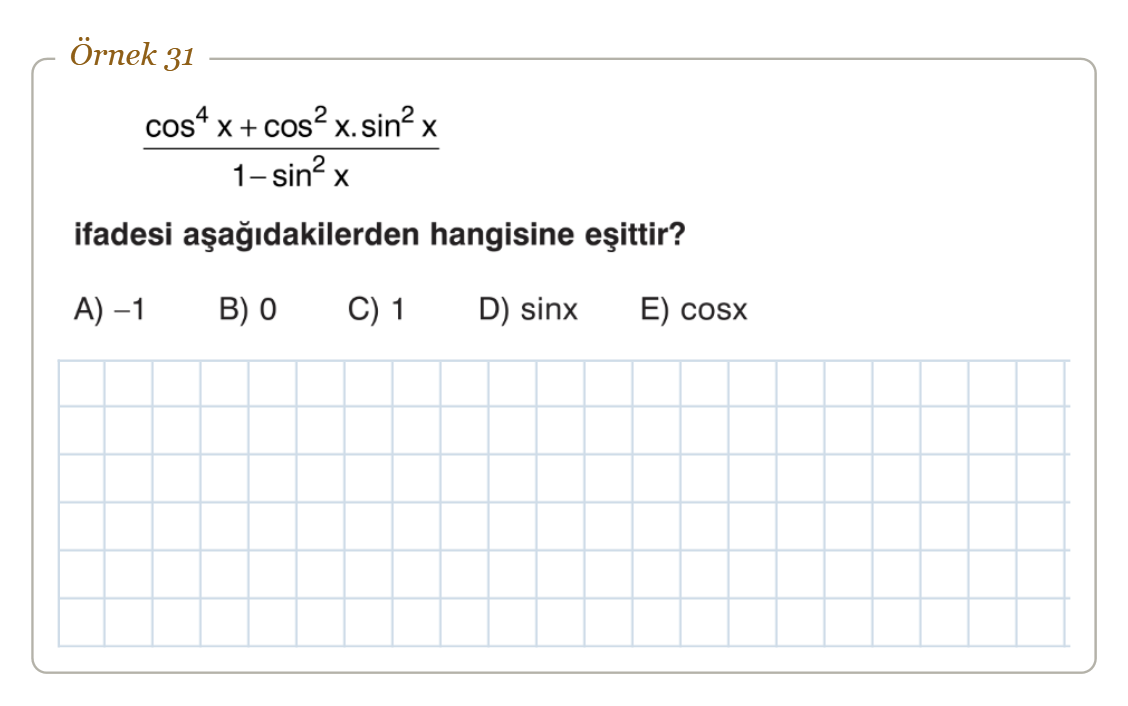 Örnek 31
cos⁴ x + cos² x. sin² x
1 – sin² x
ifadesi aşağıdakilerden hangisine eşittir?
A) –1 B) 0 C) 1 D) sinx E) cosx